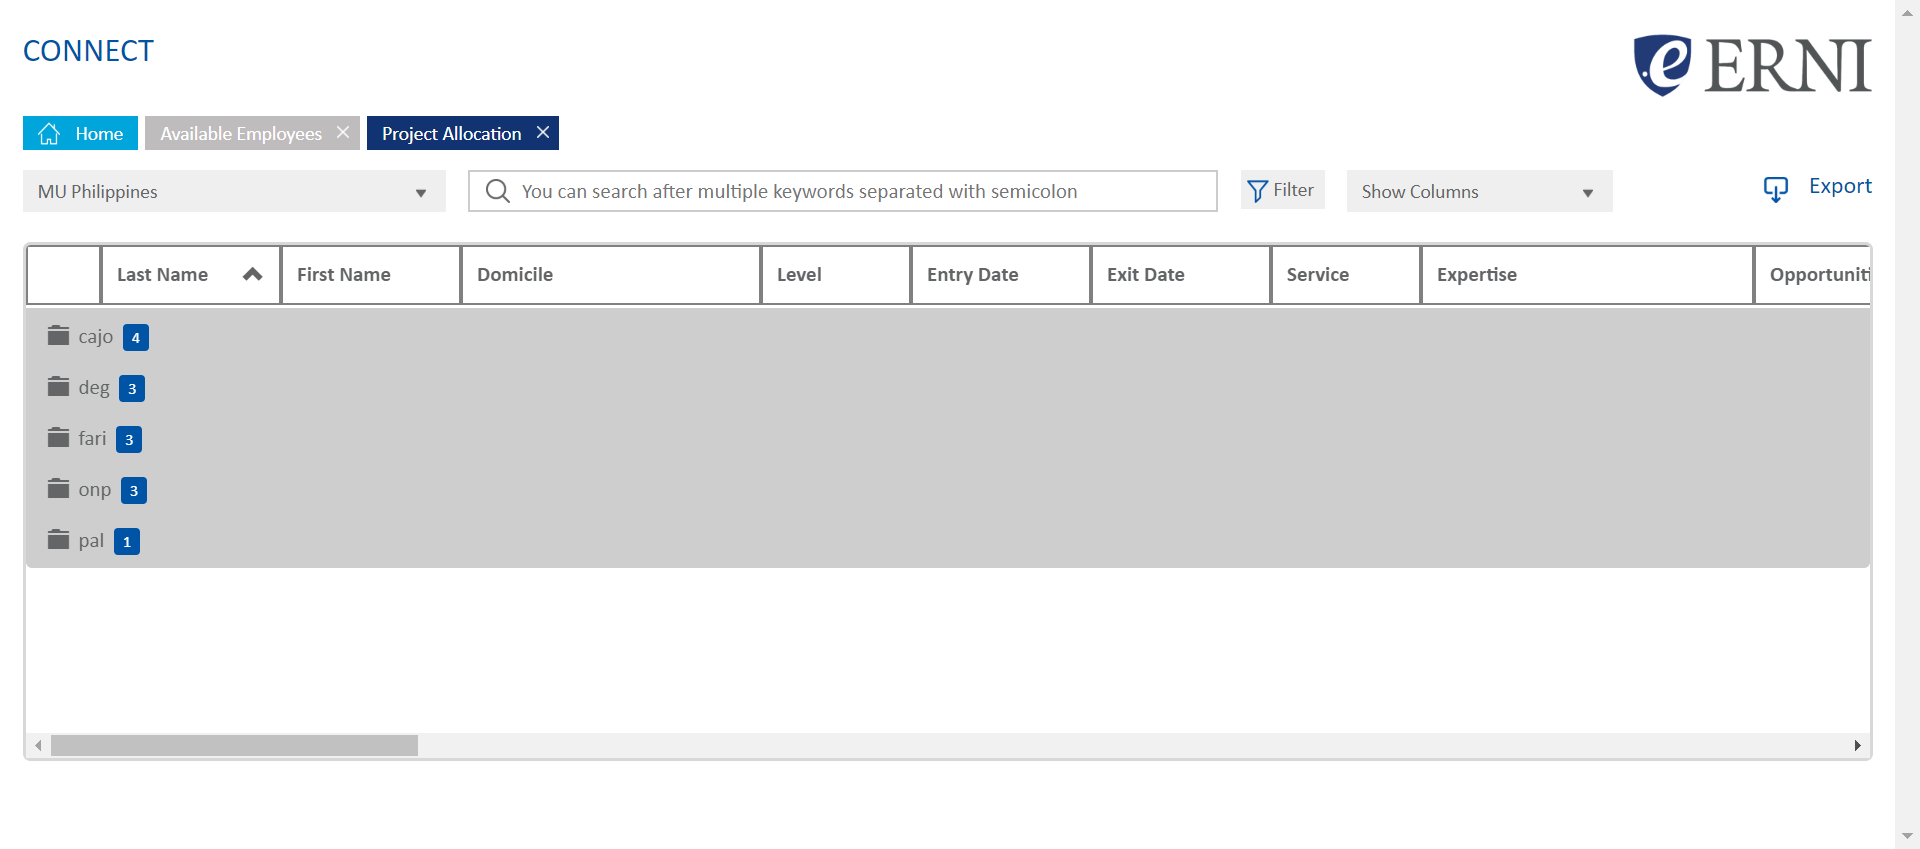 CONNECT
e ERNI
Home
Available Employees
Project Allocation
MU Philippines
You can search after multiple keywords separated with semicolon
Filter
Show Columns
Export
Last Name
First Name
Domicile
Level
Entry Date
Exit Date
Service
Expertise
Opportuniti
cajo 4
deg 3
fari 3
onp 3
pal 1